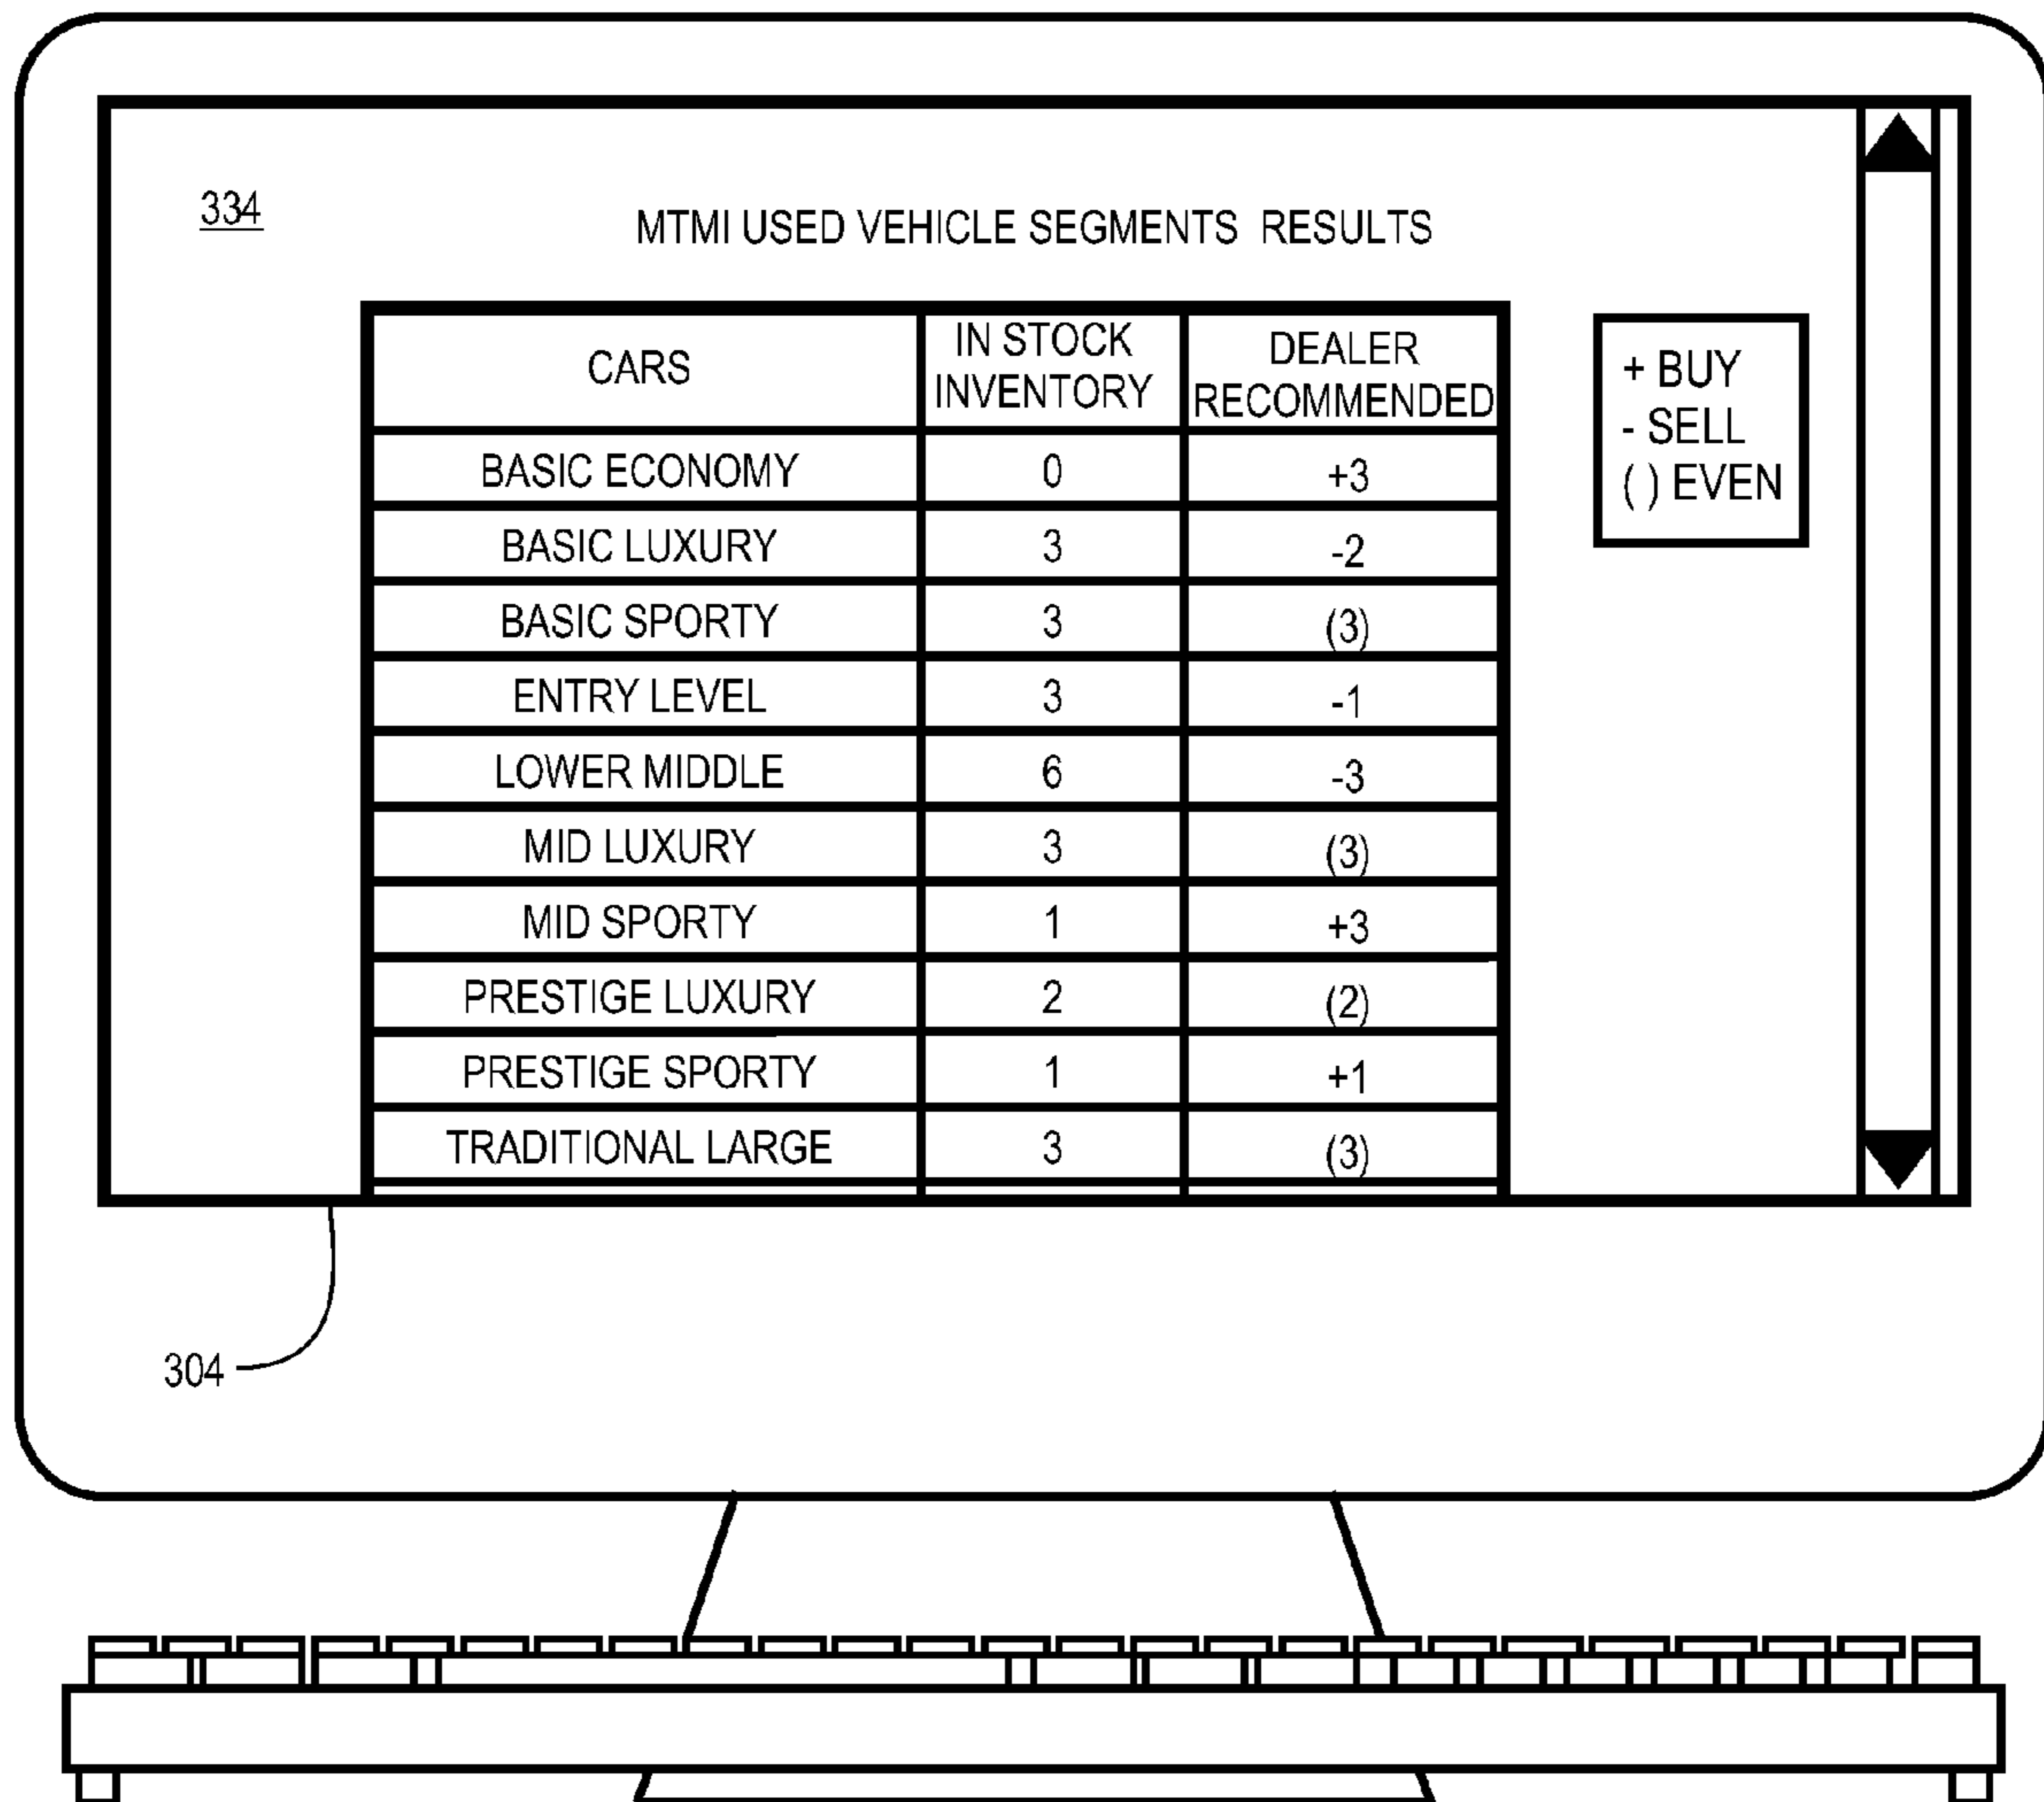 334
MTMI USED VEHICLE SEGMENTS RESULTS
CARS
IN STOCK
INVENTORY
DEALER
RECOMMENDED
+ BUY
- SELL
( ) EVEN
BASIC ECONOMY 0 +3
BASIC LUXURY 3 -2
BASIC SPORTY 3 (3)
ENTRY LEVEL 3 -1
LOWER MIDDLE 6 -3
MID LUXURY 3 (3)
MID SPORTY 1 +3
PRESTIGE LUXURY 2 (2)
PRESTIGE SPORTY 1 +1
TRADITIONAL LARGE 3 (3)
304